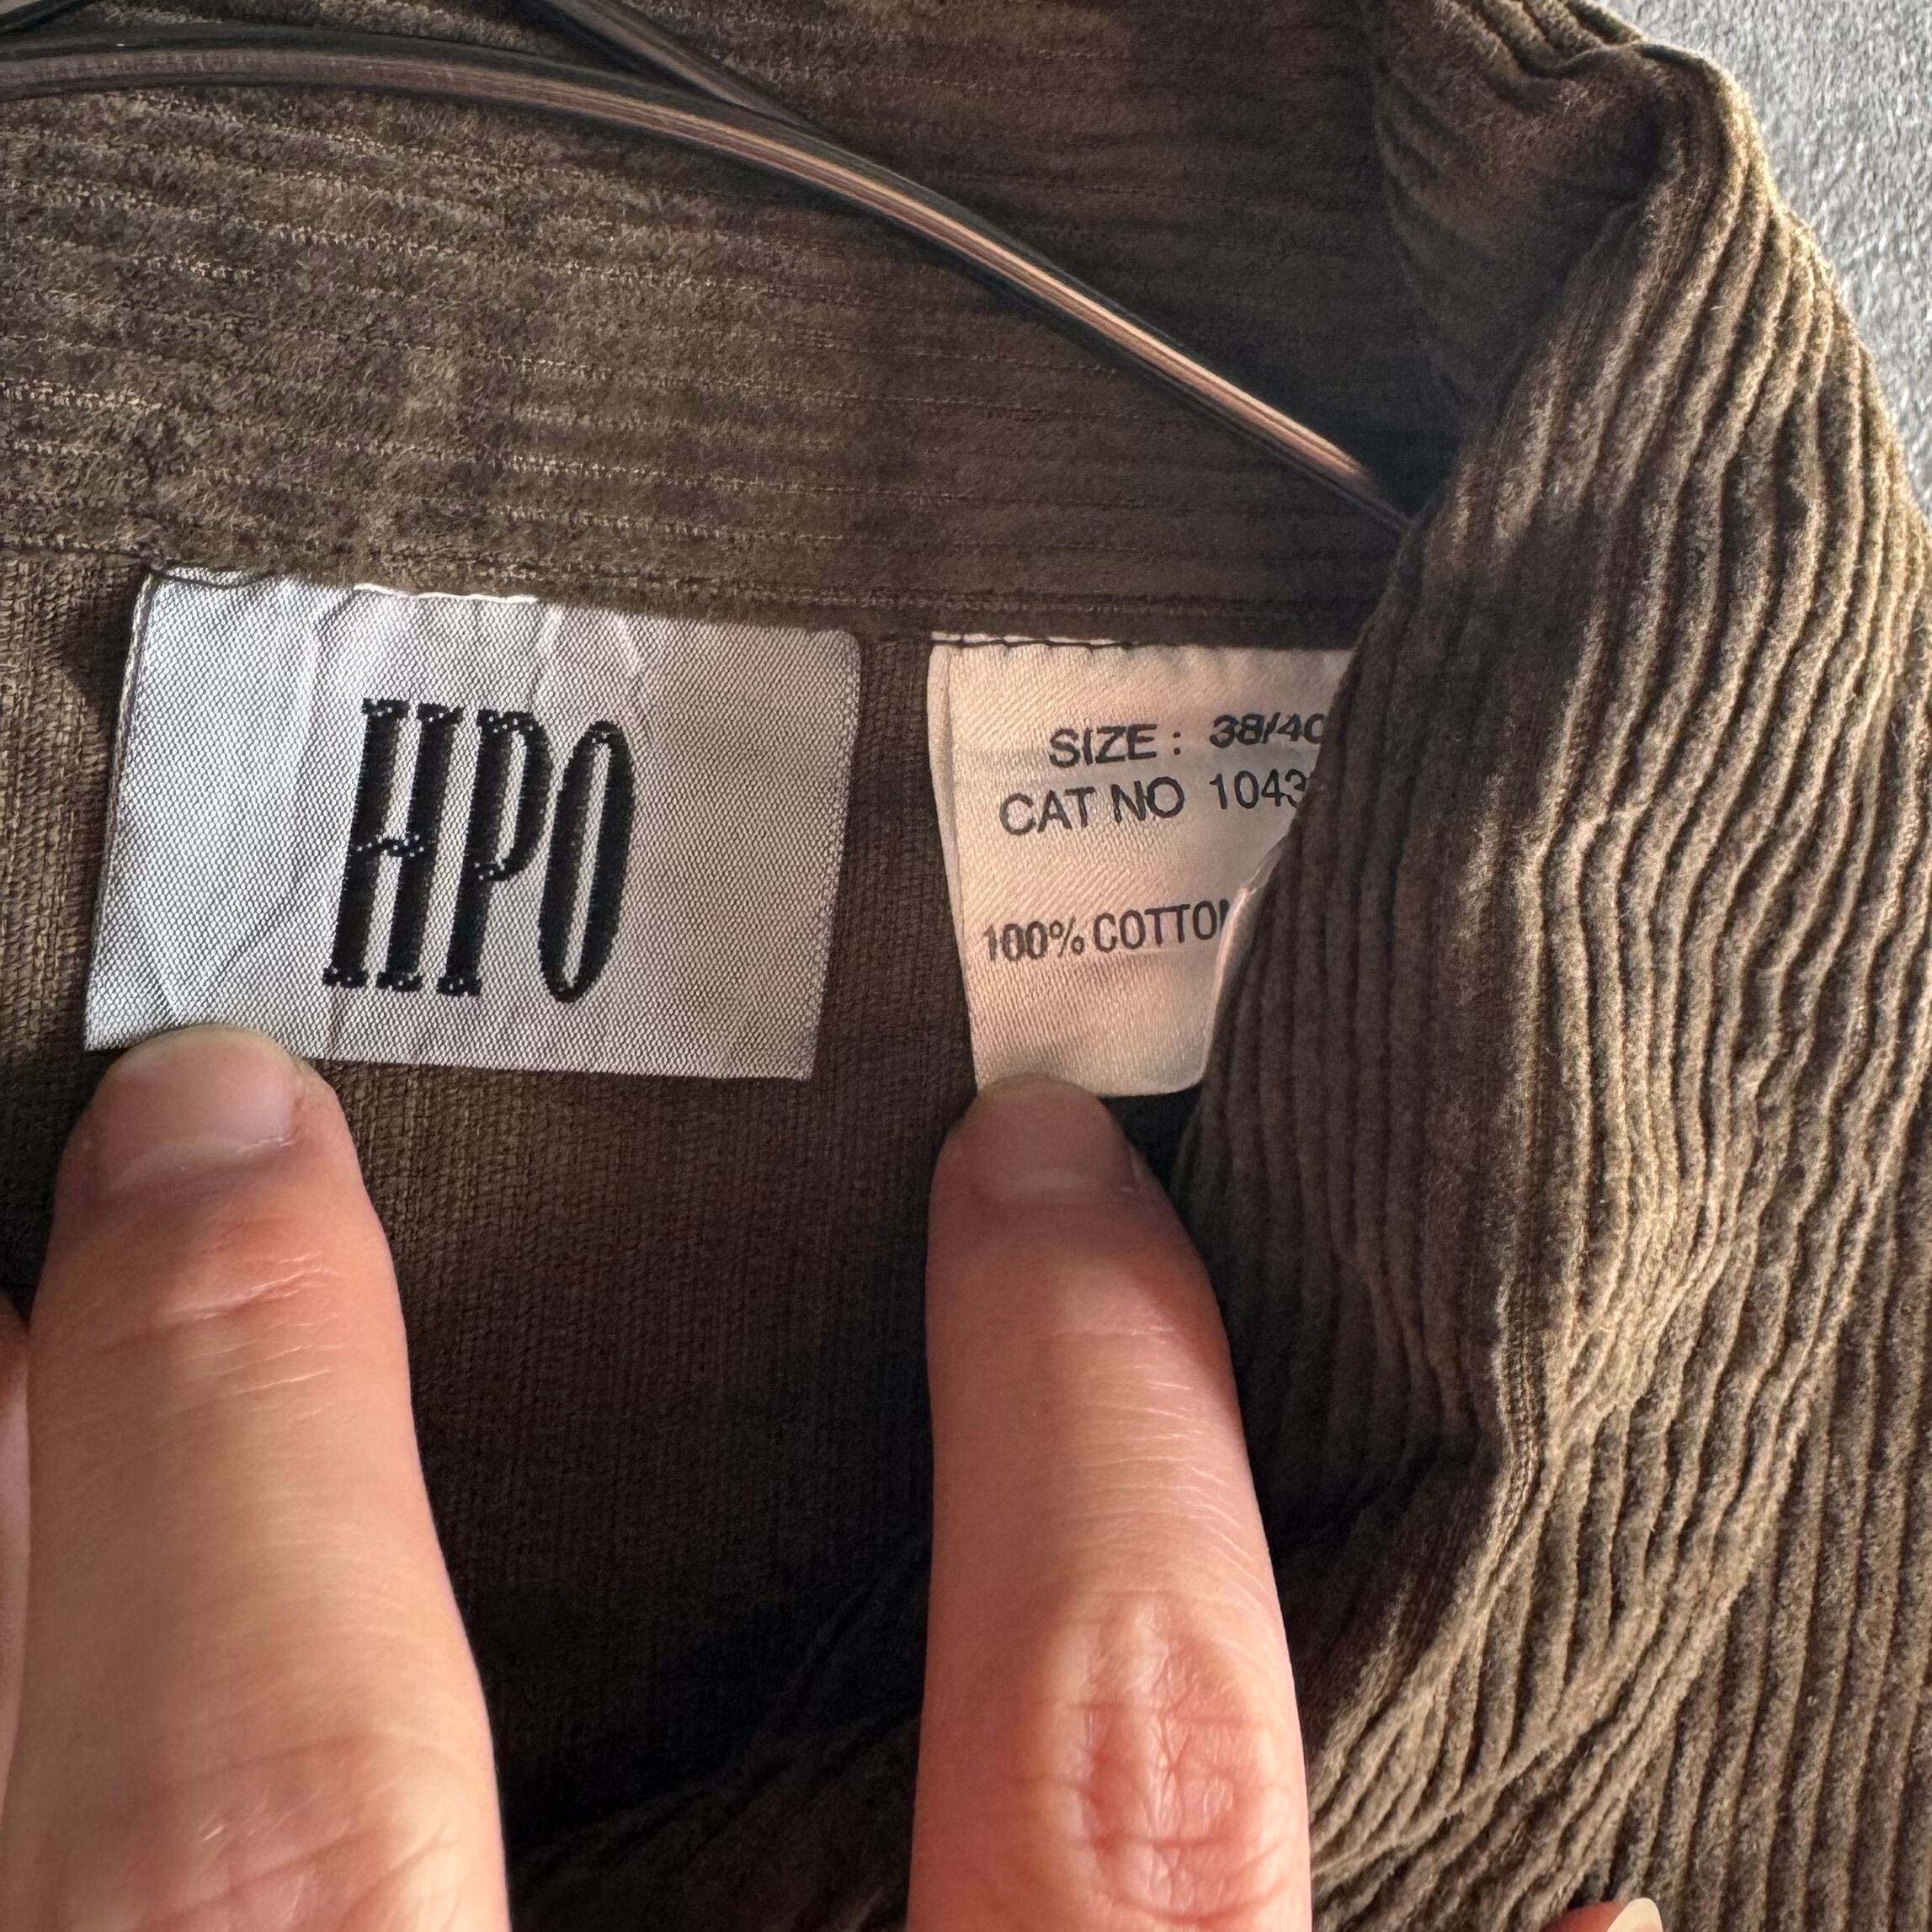 HPO
SIZE : 38/40
CAT NO 1043
100% COTTON